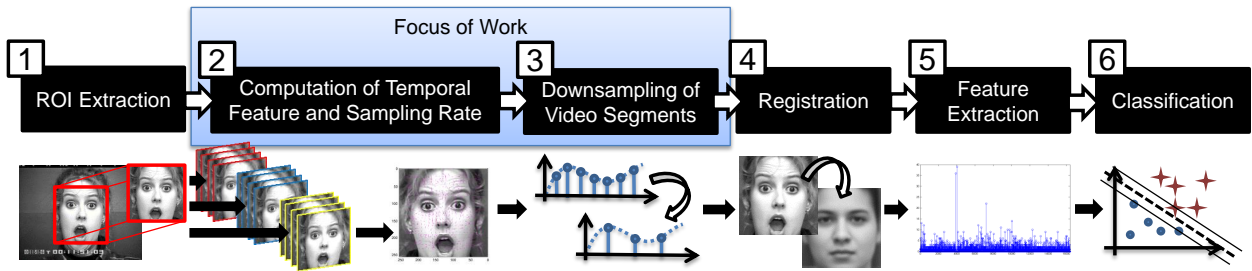 Focus of Work
1
ROI Extraction
2
Computation of Temporal
Feature and Sampling Rate
3
Downsampling of
Video Segments
4
Registration
5
Feature
Extraction
6
Classification